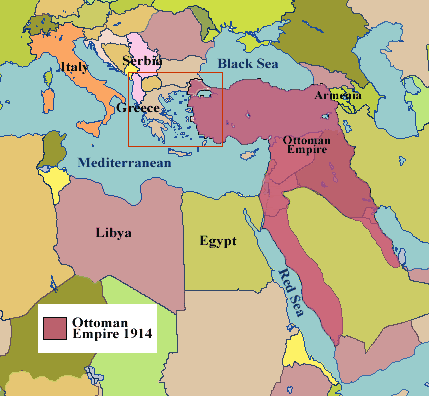 Italy
Serbia
Black Sea
Greece
Armenia
Mediterranean
Ottoman
Empire
Libya
Egypt
Red Sea
Ottoman
Empire 1914